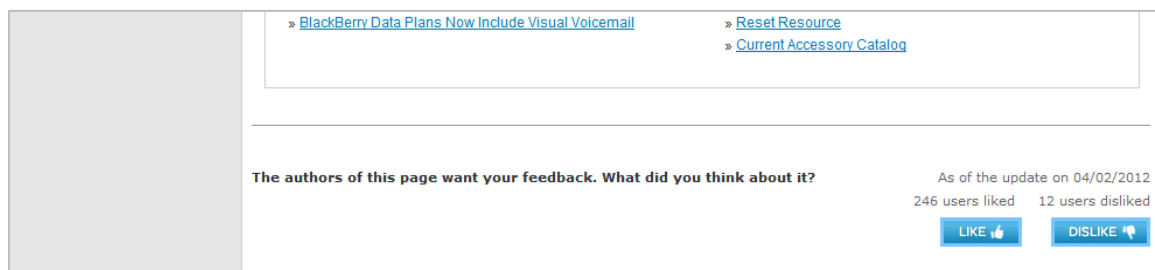 » BlackBerry Data Plans Now Include Visual Voicemail
» Reset Resource
» Current Accessory Catalog
The authors of this page want your feedback. What did you think about it?
As of the update on 04/02/2012
246 users liked 12 users disliked
LIKE DISLIKE